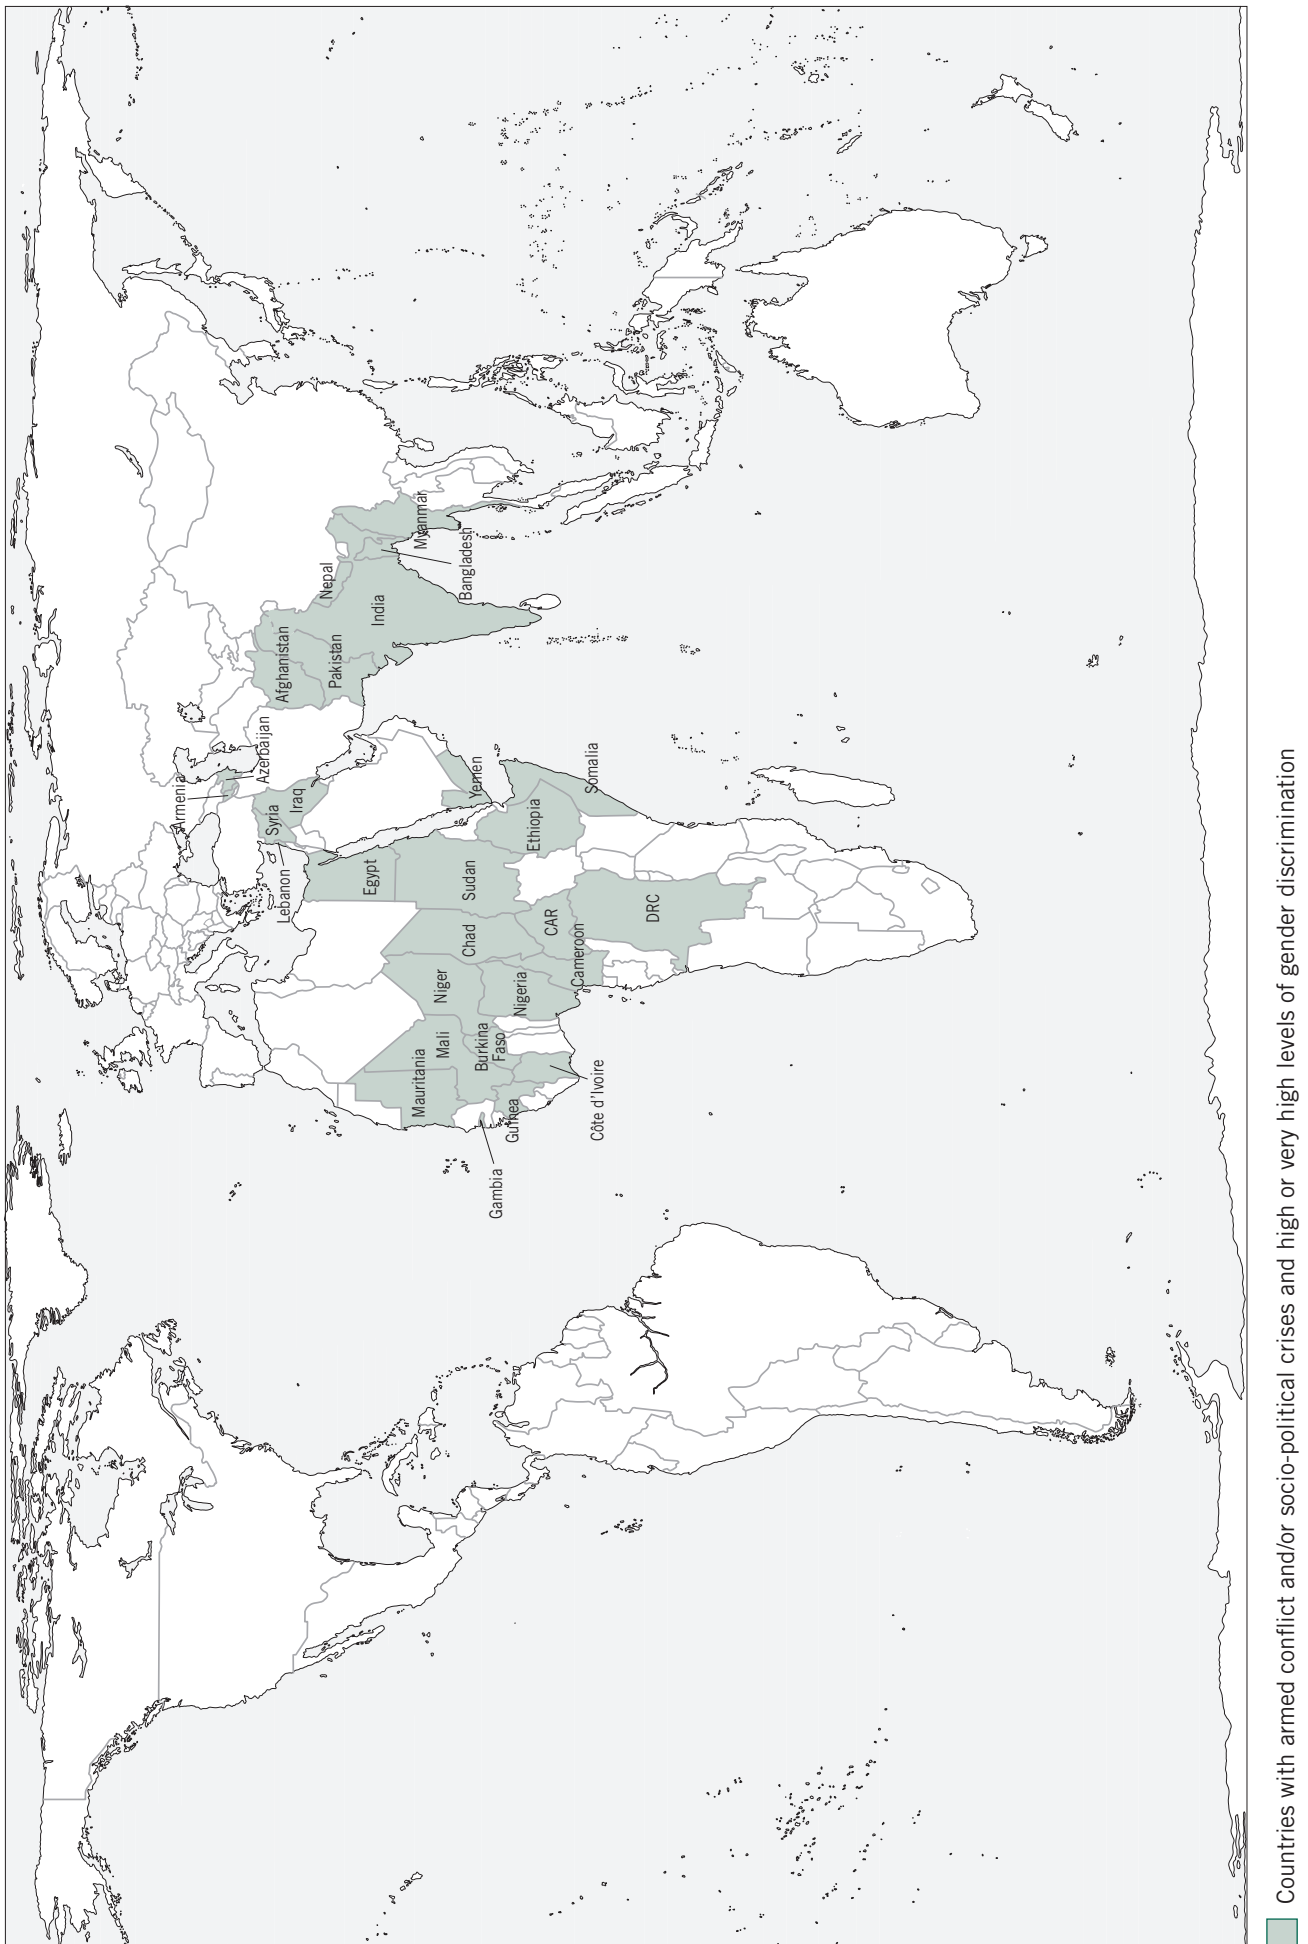 Armenia
Azerbaijan
Syria
Iraq
Lebanon
Afghanistan
Pakistan
Nepal
India
Myanmar
Bangladesh
Egypt
Yemen
Mauritania
Mali
Niger
Chad
Sudan
Gambia
Guinea
Burkina
Faso
Nigeria
CAR
Ethiopia
Somalia
Cameroon
Côte d'Ivoire
DRC
Countries with armed conflict and/or socio-political crises and high or very high levels of gender discrimination